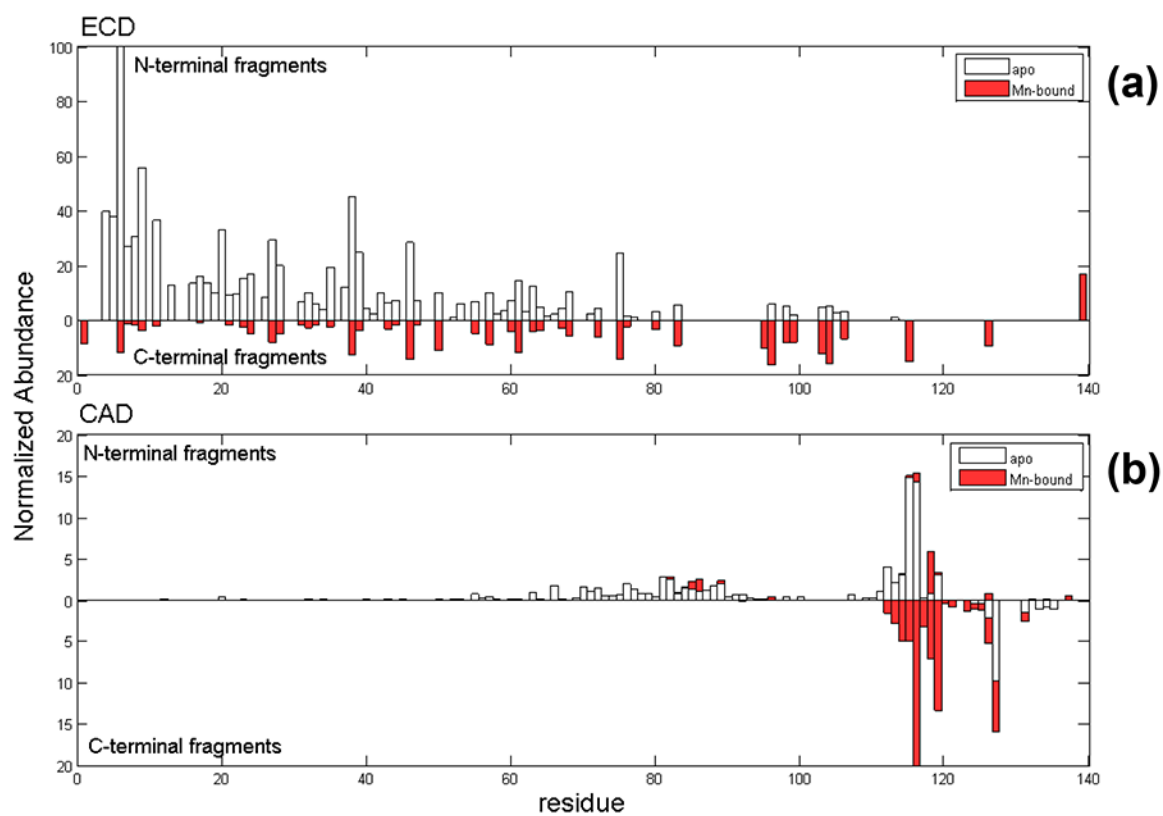 ECD
(a)
100
80
60
40
20
0
20
N-terminal fragments
C-terminal fragments
apo
Mn-bound
0 20 40 60 80 100 120 140
Normalized Abundance
CAD
(b)
20
15
10
5
0
5
10
15
20
N-terminal fragments
C-terminal fragments
apo
Mn-bound
0 20 40 60 80 100 120 140
residue